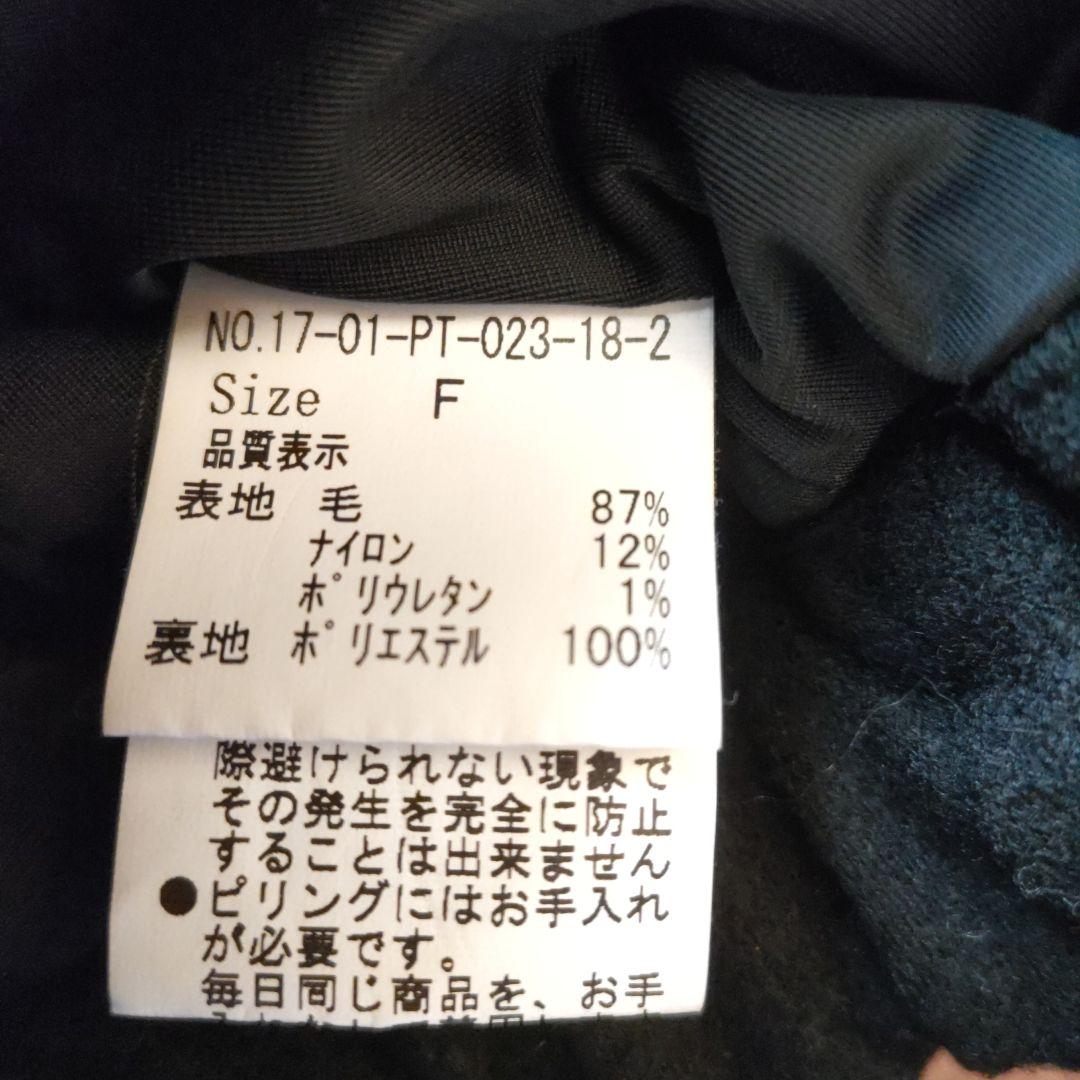 NO.17-01-PT-023-18-2
Size F
品質表示
表地 毛 87%
ナイロン 12%
ポリウレタン 1%
裏地 ポリエステル 100%
際避けられない現象で
その発生を完全に防止
することは出来ません
●ピリングにはお手入れ
が必要です。
毎日同じ商品を、お手